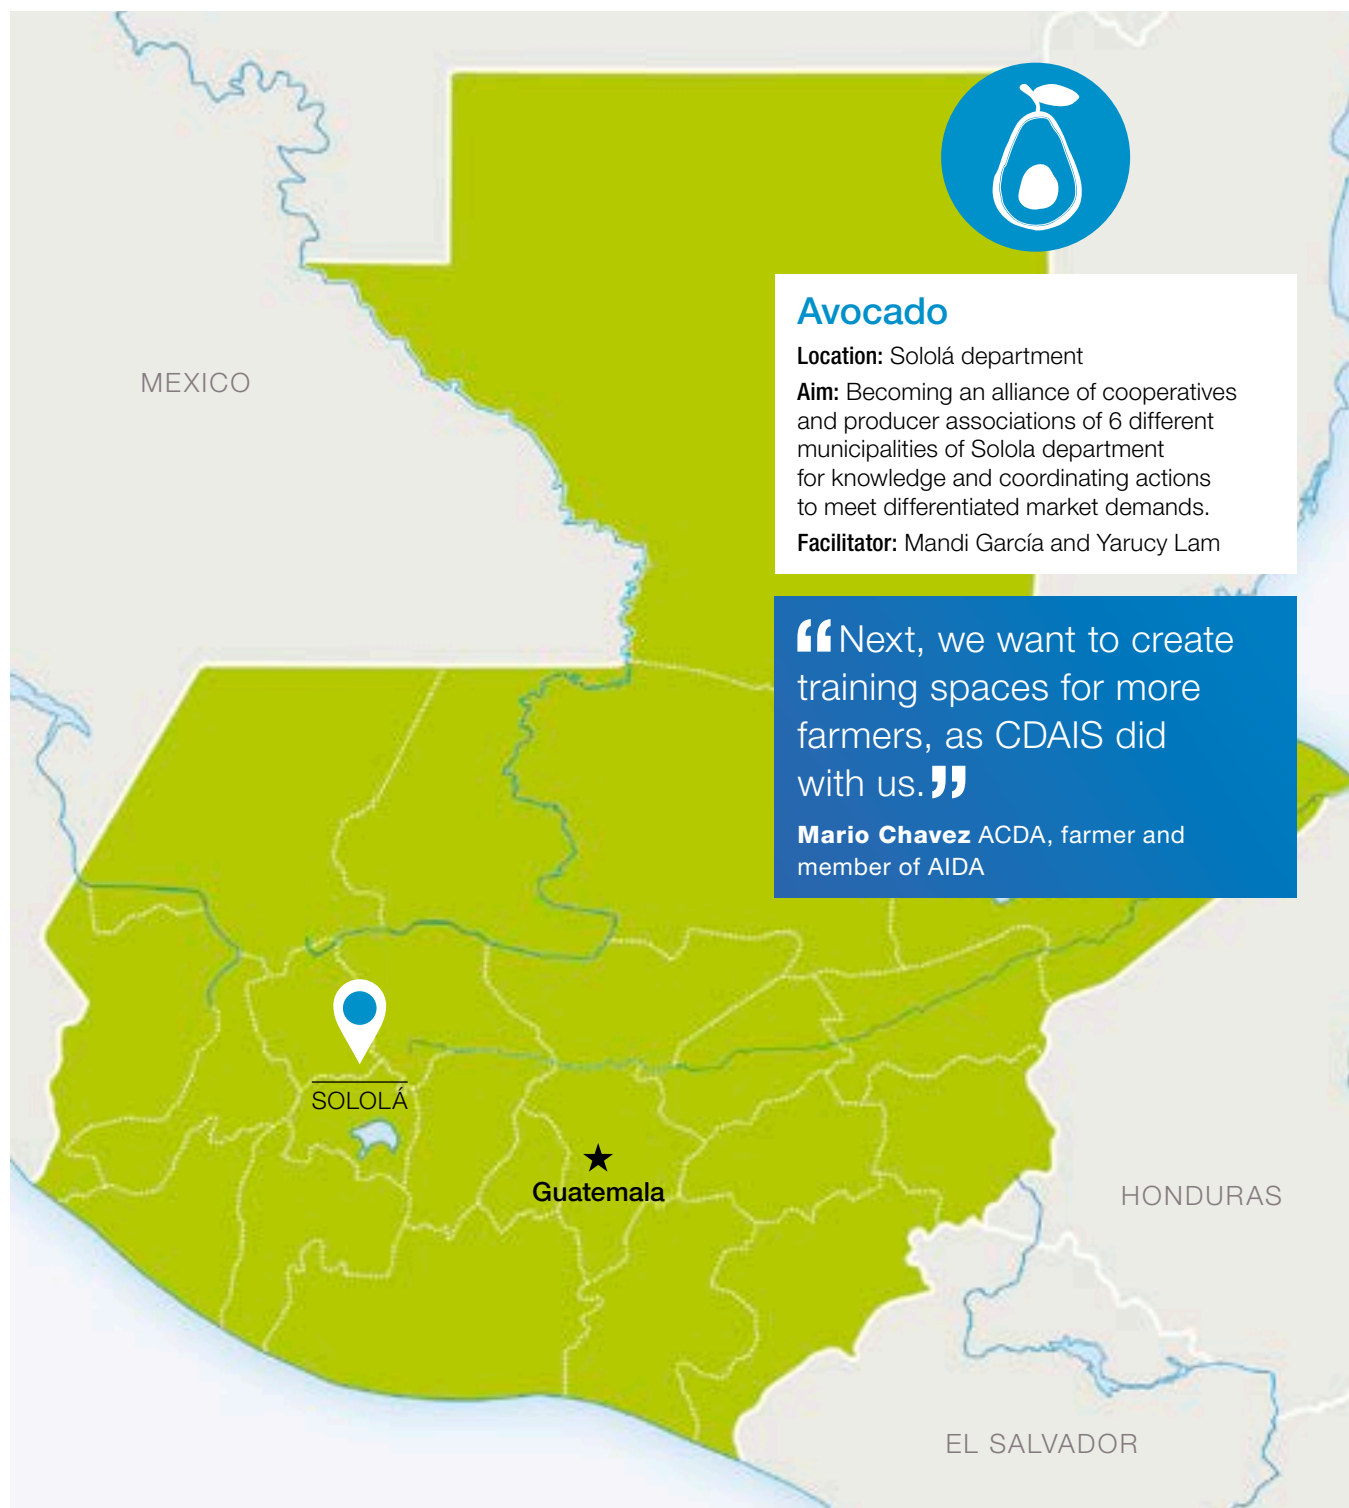 Avocado
Location: Sololá department
Aim: Becoming an alliance of cooperatives
and producer associations of 6 different
municipalities of Solola department
for knowledge and coordinating actions
to meet differentiated market demands.
Facilitator: Mandi García and Yarucy Lam
MEXICO
“Next, we want to create
training spaces for more
farmers, as CDAIS did
with us.”
Mario Chavez ACDA, farmer and
member of AIDA
SOLOLÁ
Guatemala
HONDURAS
EL SALVADOR